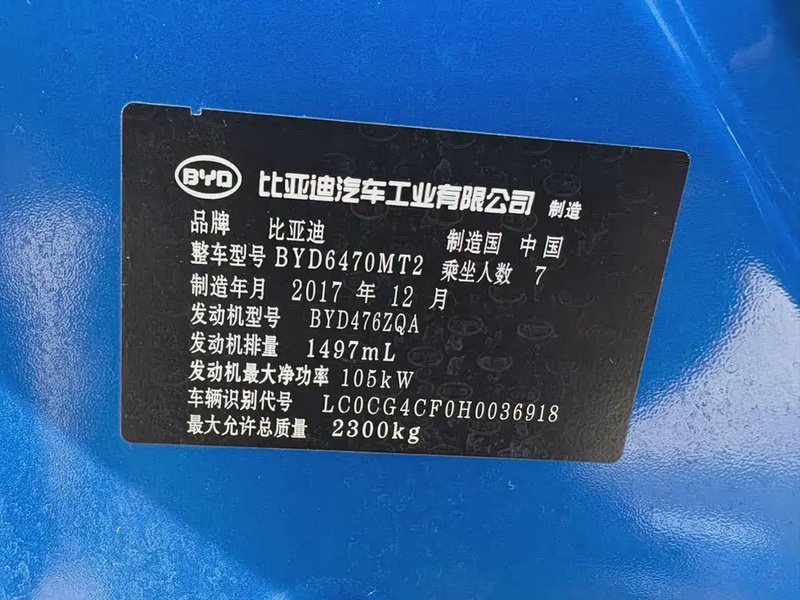 BYD 比亚迪汽车工业有限公司 制造
品牌 比亚迪 制造国 中国
整车型号 BYD6470MT2 乘坐人数 7
制造年月 2017 年 12 月
发动机型号 BYD476ZQA
发动机排量 1497mL
发动机最大净功率 105kW
车辆识别代号 LC0CG4CF0H0036918
最大允许总质量 2300kg